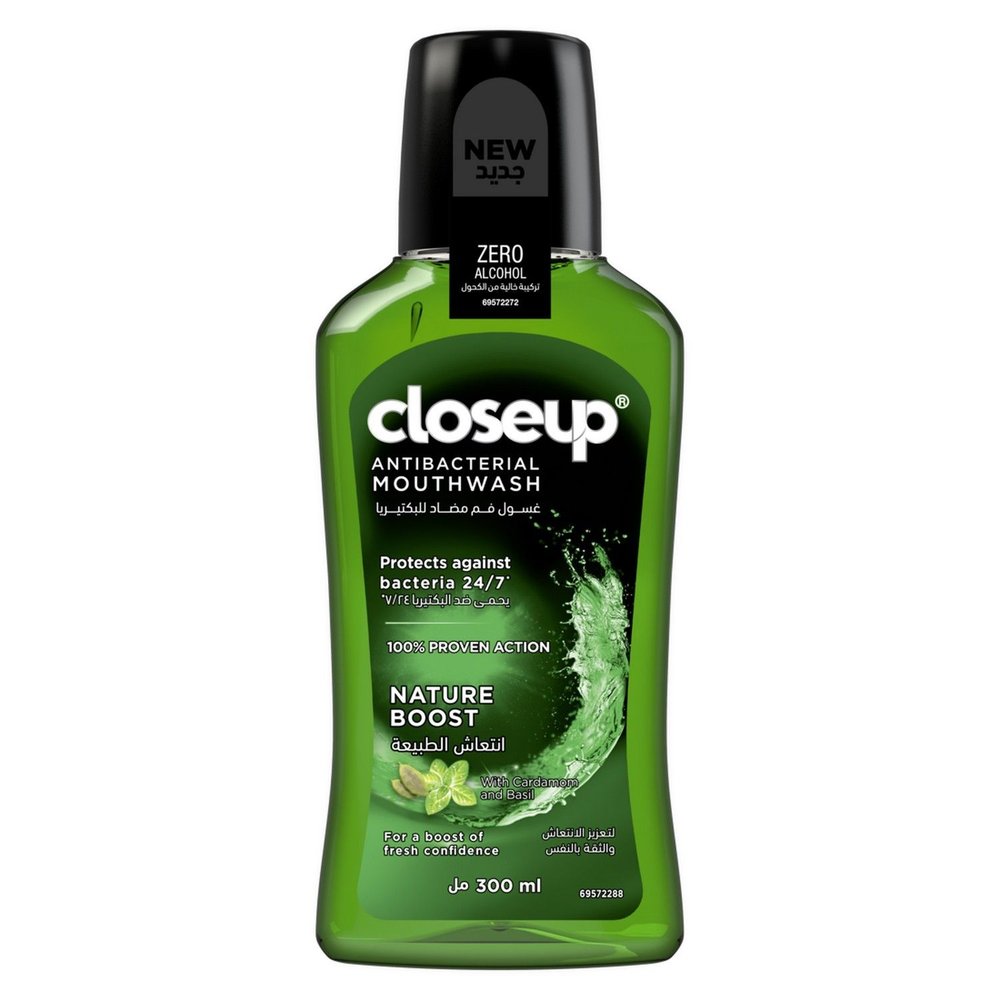 NEW
جديد
ZERO
ALCOHOL
تركيبة خالية من الكحول
69572272
closeup®
ANTIBACTERIAL
MOUTHWASH
غسول فم مضاد للبكتيريا
Protects against
bacteria 24/7*
يحمي ضد البكتيريا ٧/٢٤*
100% PROVEN ACTION
NATURE
BOOST
انتعاش الطبيعة
With Cardamom
and Basil
For a boost of
fresh confidence
لتعزيز الانتعاش
والثقة بالنفس
300 ml مل
69572288